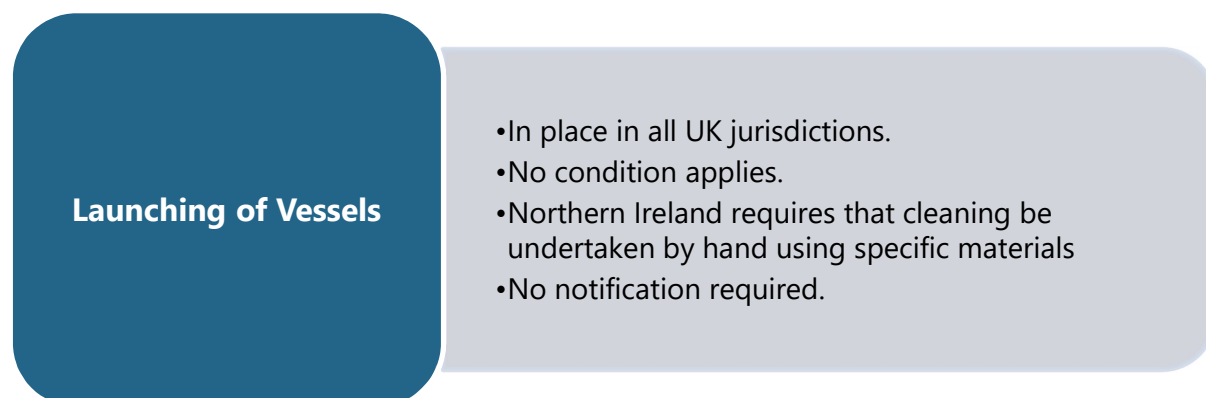 Launching of Vessels
•In place in all UK jurisdictions.
•No condition applies.
•Northern Ireland requires that cleaning be
undertaken by hand using specific materials
•No notification required.